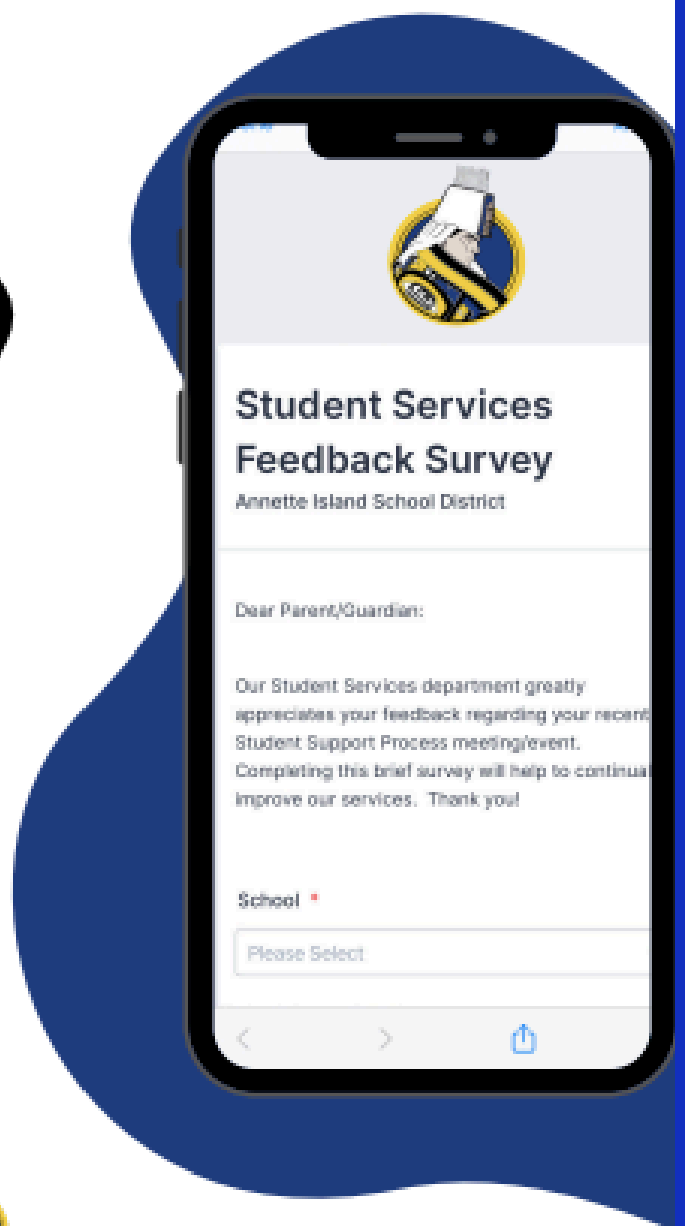 Student Services
Feedback Survey
Annette Island School District
Dear Parent/Guardian:
Our Student Services department greatly
appreciates your feedback regarding your recent
Student Support Process meeting/event.
Completing this brief survey will help to continual
improve our services. Thank you!
School *
Please Select